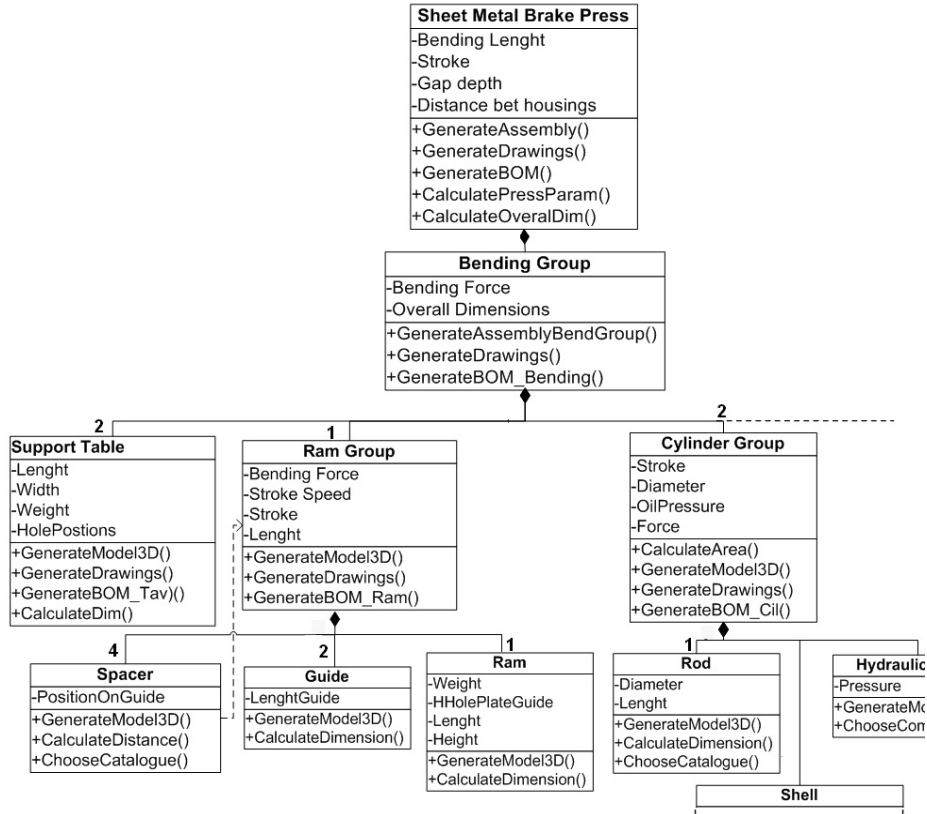 Sheet Metal Brake Press
-Bending Lenght
-Stroke
-Gap depth
-Distance bet housings
+GenerateAssembly()
+GenerateDrawings()
+GenerateBOM()
+CalculatePressParam()
+CalculateOveralDim()
Bending Group
-Bending Force
-Overall Dimensions
+GenerateAssemblyBendGroup()
+GenerateDrawings()
+GenerateBOM_Bending()
2
Support Table
-Lenght
-Width
-Weight
-HolePostions
+GenerateModel3D()
+GenerateDrawings()
+GenerateBOM_Tav)()
+CalculateDim()
1
Ram Group
-Bending Force
-Stroke Speed
-Stroke
-Lenght
+GenerateModel3D()
+GenerateDrawings()
+GenerateBOM_Ram()
2
Cylinder Group
-Stroke
-Diameter
-OilPressure
-Force
+CalculateArea()
+GenerateModel3D()
+GenerateDrawings()
+GenerateBOM_Cil()
4
Spacer
-PositionOnGuide
+GenerateModel3D()
+CalculateDistance()
+ChooseCatalogue()
2
Guide
-LenghtGuide
+GenerateModel3D()
+CalculateDimension()
1
Ram
-Weight
-HHolePlateGuide
-Lenght
-Height
+GenerateModel3D()
+CalculateDimension()
1
Rod
-Diameter
-Lenght
+GenerateModel3D()
+CalculateDimension()
+ChooseCatalogue()
Hydraulic
-Pressure
+GenerateMo
+ChooseCom
Shell